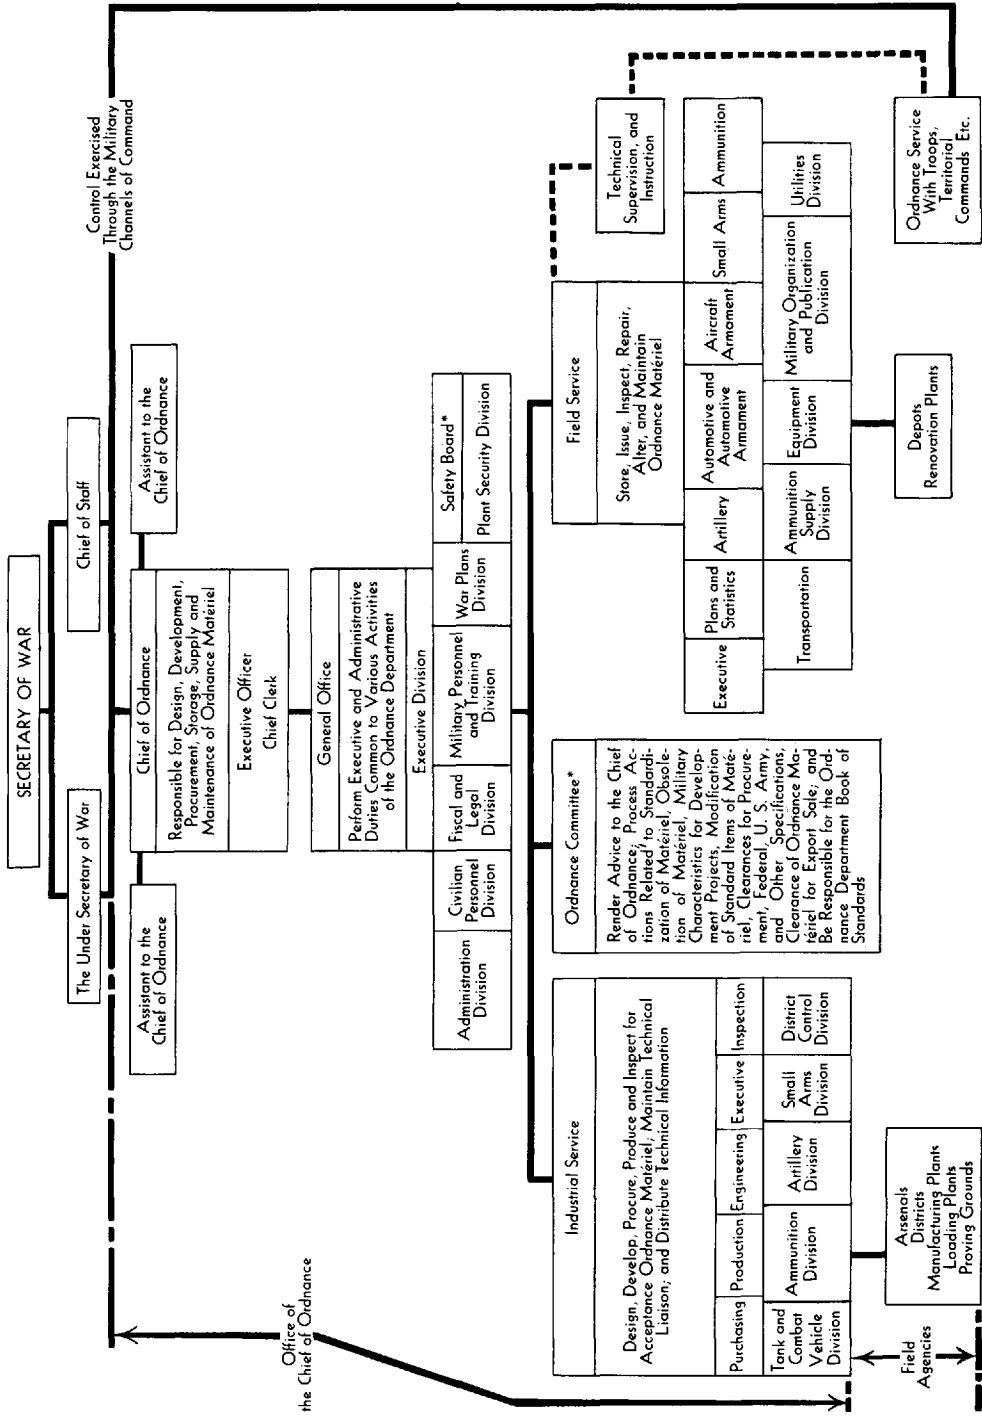 SECRETARY OF WAR
The Under Secretary of War
Chief of Staff
Control Exercised
Through the Military
Channels of Command
Assistant to the
Chief of Ordnance
Chief of Ordnance
Responsible for Design, Development,
Procurement, Storage, Supply and
Maintenance of Ordnance Matériel
Executive Officer
Chief Clerk
Assistant to the
Chief of Ordnance
Office of
the Chief of Ordnance
General Office
Perform Executive and Administrative
Duties Common to Various Activities
of the Ordnance Department
Executive Division
Administration
Division
Civilian
Personnel
Division
Fiscal and
Legal
Division
Military Personnel
and Training
Division
War Plans
Division
Safety Board*
Plant Security Division
Industrial Service
Design, Develop, Procure, Produce and Inspect for
Acceptance Ordnance Matériel; Maintain Technical
Liaison; and Distribute Technical Information
Purchasing
Production
Engineering
Executive
Inspection
Tank and
Combat
Vehicle
Division
Ammunition
Division
Artillery
Division
Small
Arms
Division
District
Control
Division
Field
Agencies
Arsenals
Districts
Manufacturing Plants
Loading Plants
Proving Grounds
Ordnance Committee*
Render Advice to the Chief
of Ordnance; Process Ac-
tions Related to Standardi-
zation of Matériel, Obsole-
tion of Matériel, Military
Characteristics for Develop-
ment Projects, Modification
of Standard Items of Maté-
riel, Clearances for Procure-
ment, Federal, U. S. Army,
and Other Specifications,
Clearance of Ordnance Ma-
tériel for Export Sale; and
Be Responsible for the Ord-
nance Department Book of
Standards
Field Service
Store, Issue, Inspect, Repair,
Alter, and Maintain
Ordnance Matériel
Executive
Plans and
Statistics
Artillery
Automotive and
Automotive
Armament
Aircraft
Armament
Small Arms
Ammunition
Transportation
Ammunition
Supply
Division
Equipment
Division
Military Organization
and Publication
Division
Utilities
Division
Depots
Renovation Plants
Technical
Supervision, and
Instruction
Ordnance Service
With Troops,
Territorial
Commands Etc.